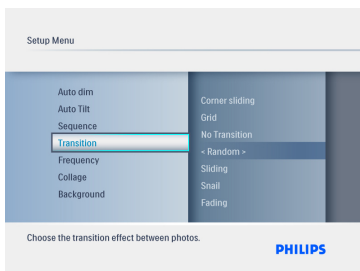 Setup Menu
Auto dim
Auto Tilt
Sequence
Transition
Frequency
Collage
Background
Corner sliding
Grid
No Transition
< Random >
Sliding
Snail
Fading
Choose the transition effect between photos.
PHILIPS